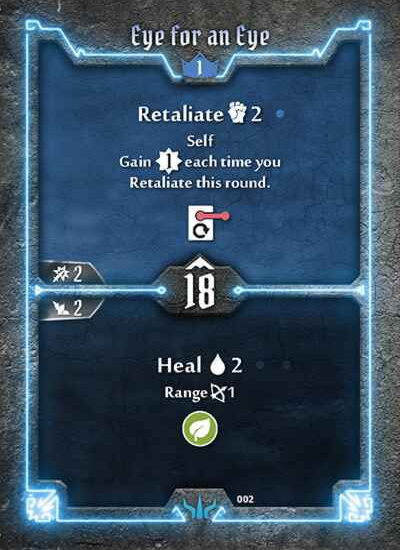 Eye for an Eye
1
Retaliate 2
Self
Gain 1 each time you
Retaliate this round.
2
18
2
Heal 2
Range 1
002